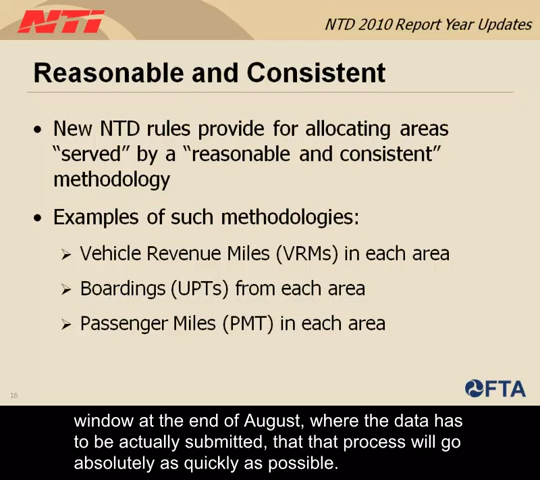 NTI
NTD 2010 Report Year Updates
Reasonable and Consistent
• New NTD rules provide for allocating areas
“served” by a “reasonable and consistent”
methodology
• Examples of such methodologies:
➢ Vehicle Revenue Miles (VRMs) in each area
➢ Boardings (UPTs) from each area
➢ Passenger Miles (PMT) in each area
16
FTA
window at the end of August, where the data has
to be actually submitted, that that process will go
absolutely as quickly as possible.